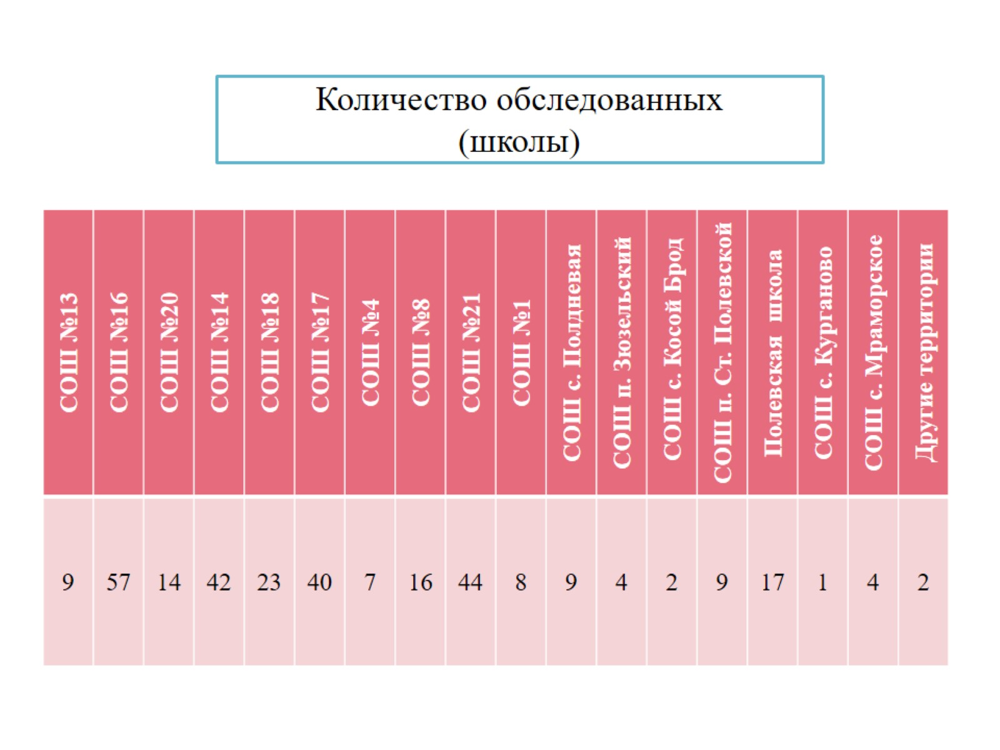 Количество обследованных
(школы)
СОШ №13
СОШ №16
СОШ №20
СОШ №14
СОШ №18
СОШ №17
СОШ №4
СОШ №8
СОШ №21
СОШ №1
СОШ с. Полдневая
СОШ п. Зюзельский
СОШ с. Косой Брод
СОШ п. Ст. Полевской
Полевская школа
СОШ с. Курганово
СОШ с. Мраморское
Другие территории
9 57 14 42 23 40 7 16 44 8 9 4 2 9 17 1 4 2